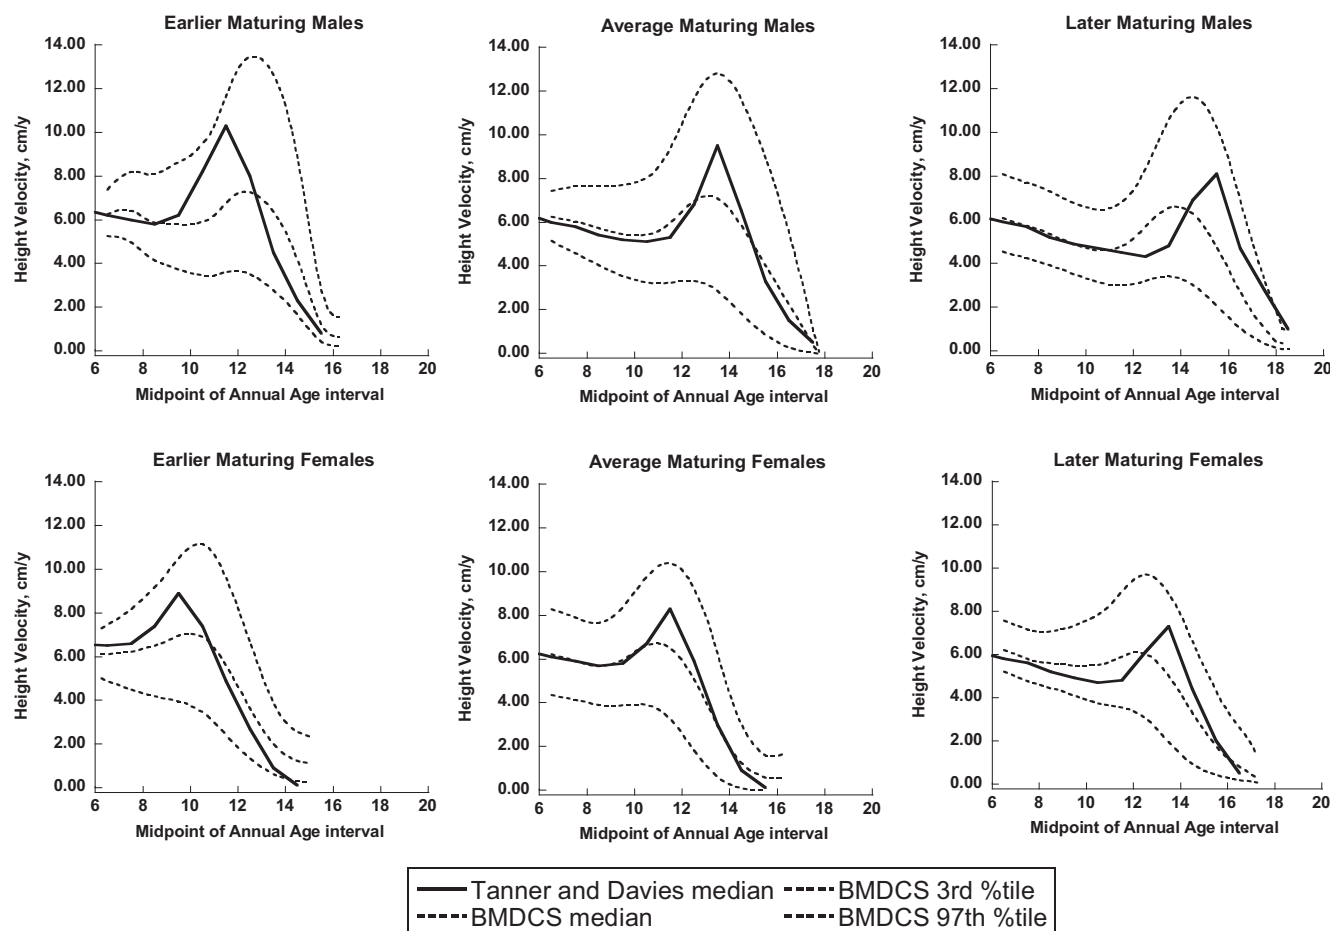 Earlier Maturing Males
Height Velocity, cm/y
14.00
12.00
10.00
8.00
6.00
4.00
2.00
0.00
6 8 10 12 14 16 18 20
Midpoint of Annual Age interval
Average Maturing Males
Height Velocity, cm/y
14.00
12.00
10.00
8.00
6.00
4.00
2.00
0.00
6 8 10 12 14 16 18 20
Midpoint of Annual Age interval
Later Maturing Males
Height Velocity, cm/y
14.00
12.00
10.00
8.00
6.00
4.00
2.00
0.00
6 8 10 12 14 16 18 20
Midpoint of Annual Age interval
Earlier Maturing Females
Height Velocity, cm/y
14.00
12.00
10.00
8.00
6.00
4.00
2.00
0.00
6 8 10 12 14 16 18 20
Midpoint of Annual Age interval
Average Maturing Females
Height Velocity, cm/y
14.00
12.00
10.00
8.00
6.00
4.00
2.00
0.00
6 8 10 12 14 16 18 20
Midpoint of Annual Age interval
Later Maturing Females
Height Velocity, cm/y
14.00
12.00
10.00
8.00
6.00
4.00
2.00
0.00
6 8 10 12 14 16 18 20
Midpoint of Annual Age interval
Tanner and Davies median BMDCS 3rd %tile
BMDCS median BMDCS 97th %tile